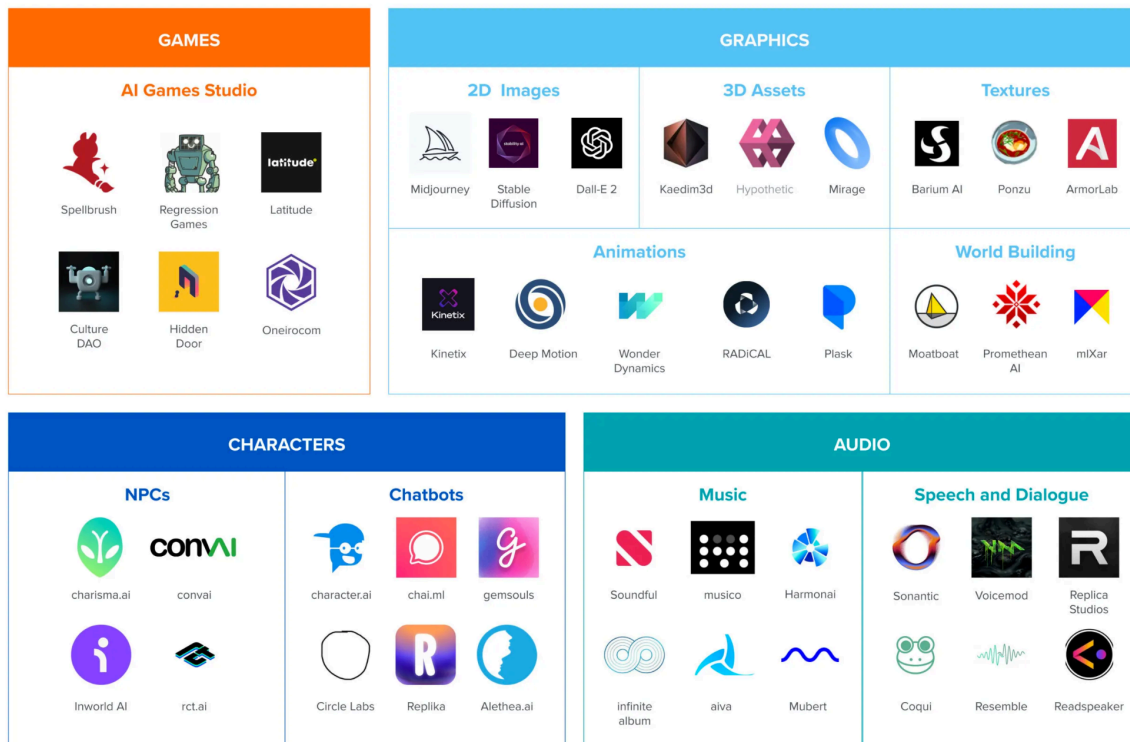 GAMES
AI Games Studio
Spellbrush
Regression
Games
latitude
Latitude
Culture
DAO
Hidden
Door
Oneirocom
GRAPHICS
2D Images
Midjourney
stability.ai
Stable
Diffusion
Dall-E 2
3D Assets
Kaedim3d
Hypothetic
Mirage
Textures
Barium AI
Ponzu
A
ArmorLab
Animations
Kinetix
Kinetix
Deep Motion
Wonder
Dynamics
RADiCAL
Plask
World Building
Moatboat
Promethean
AI
mlXar
CHARACTERS
NPCs
charisma.ai
convAI
convai
Inworld AI
rct.ai
Chatbots
character.ai
chai.ml
g
gemsouls
Circle Labs
R
Replika
Alethea.ai
AUDIO
Music
Soundful
musico
Harmonai
infinite
album
aiva
Mubert
Speech and Dialogue
Sonantic
Voicemod
R
Replica
Studios
Coqui
Resemble
Readspeaker